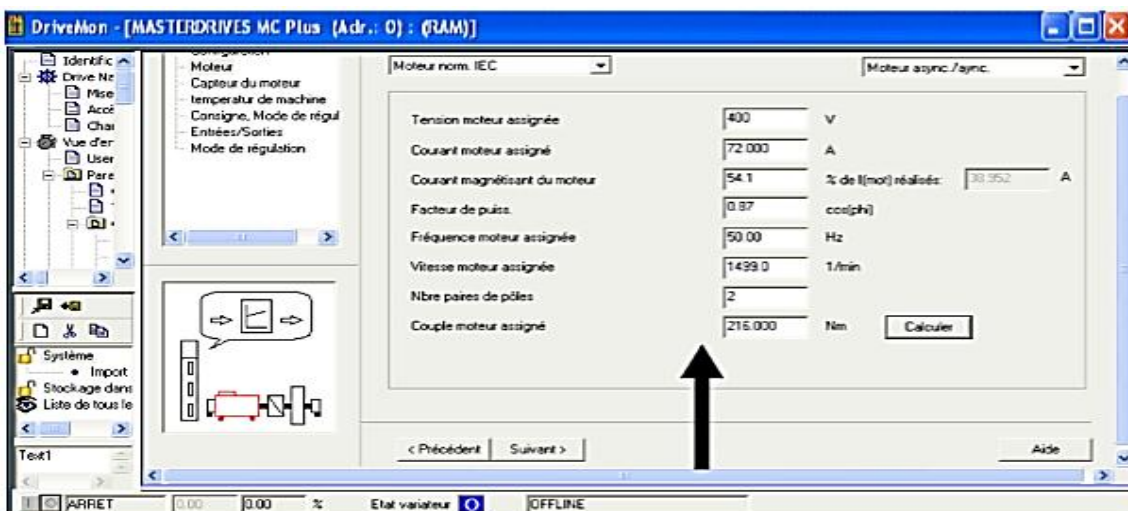 DriveMon - [MASTERDRIVES MC Plus (Adr.: 0) : (RAM)]
Identific
Drive Na
Mise
Accè
Char
Vue d'er
User
Pare
Moteur
Capteur du moteur
temperatur de machine
Consigne, Mode de régul
Entrées/Sorties
Mode de régulation
Moteur norm. IEC
Moteur async./sync.
Tension moteur assignée 400 V
Courant moteur assigné 72.000 A
Courant magnétisant du moteur 54.1 % de I(mot) réalisés: 38.952 A
Facteur de puiss. 0.87 cos(phi)
Fréquence moteur assignée 50.00 Hz
Vitesse moteur assignée 1499.0 1/min
Nbre paires de pôles 2
Couple moteur assigné 216.000 Nm Calculer
Système
Import
Stockage dans
Liste de tous le
Text1
< Précédent Suivant > Aide
ARRET 0.00 0.00 % Etat variateur O OFFLINE